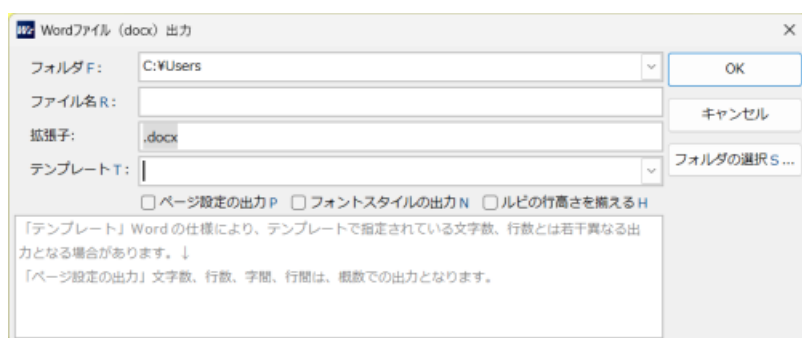 Wordファイル（docx）出力
フォルダF: C:¥Users OK
ファイル名R: キャンセル
拡張子: .docx
テンプレートT: フォルダの選択S...
ページ設定の出力P フォントスタイルの出力N ルビの行高さを揃えるH
「テンプレート」Wordの仕様により、テンプレートで指定されている文字数、行数とは若干異なる出
力となる場合があります。↓
「ページ設定の出力」文字数、行数、字間、行間は、概数での出力となります。